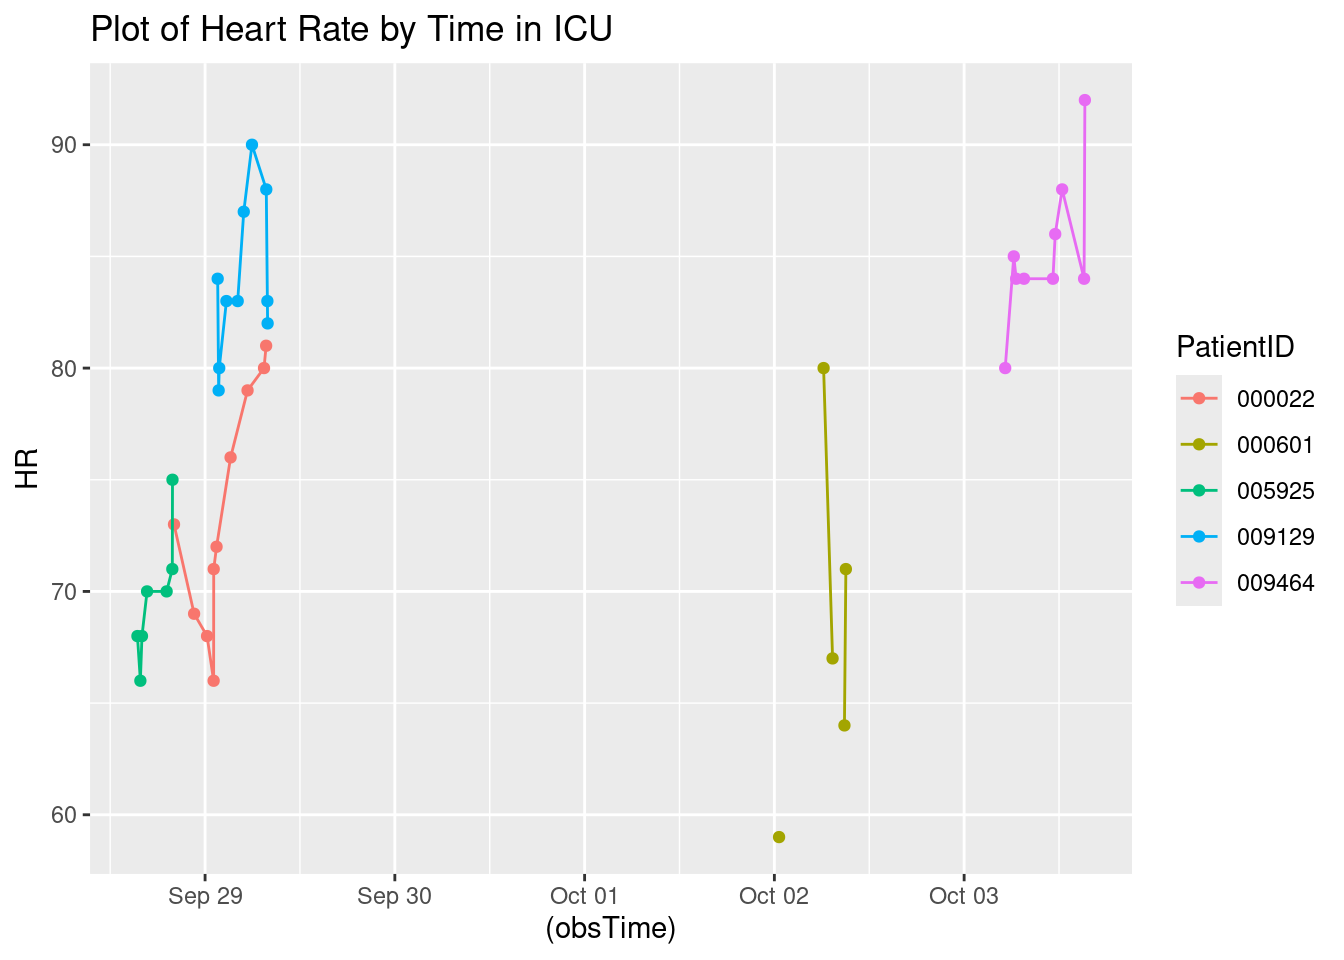 Plot of Heart Rate by Time in ICU
90
80
70
60
HR
Sep 29
Sep 30
Oct 01
Oct 02
Oct 03
(obsTime)
PatientID
000022
000601
005925
009129
009464